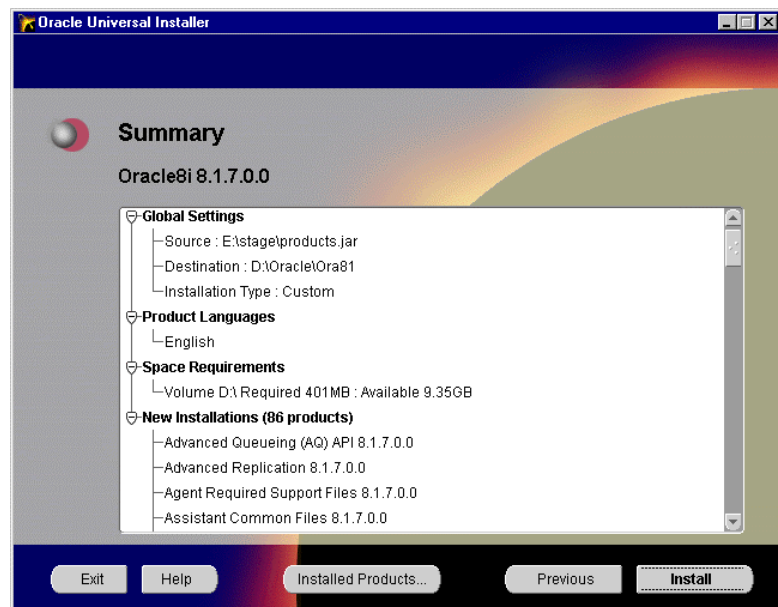 Oracle Universal Installer
Summary
Oracle8i 8.1.7.0.0
Global Settings
Source : E:\stage\products.jar
Destination : D:\Oracle\Ora81
Installation Type : Custom
Product Languages
English
Space Requirements
Volume D:\ Required 401MB : Available 9.35GB
New Installations (86 products)
Advanced Queueing (AQ) API 8.1.7.0.0
Advanced Replication 8.1.7.0.0
Agent Required Support Files 8.1.7.0.0
Assistant Common Files 8.1.7.0.0
Exit Help Installed Products... Previous Install